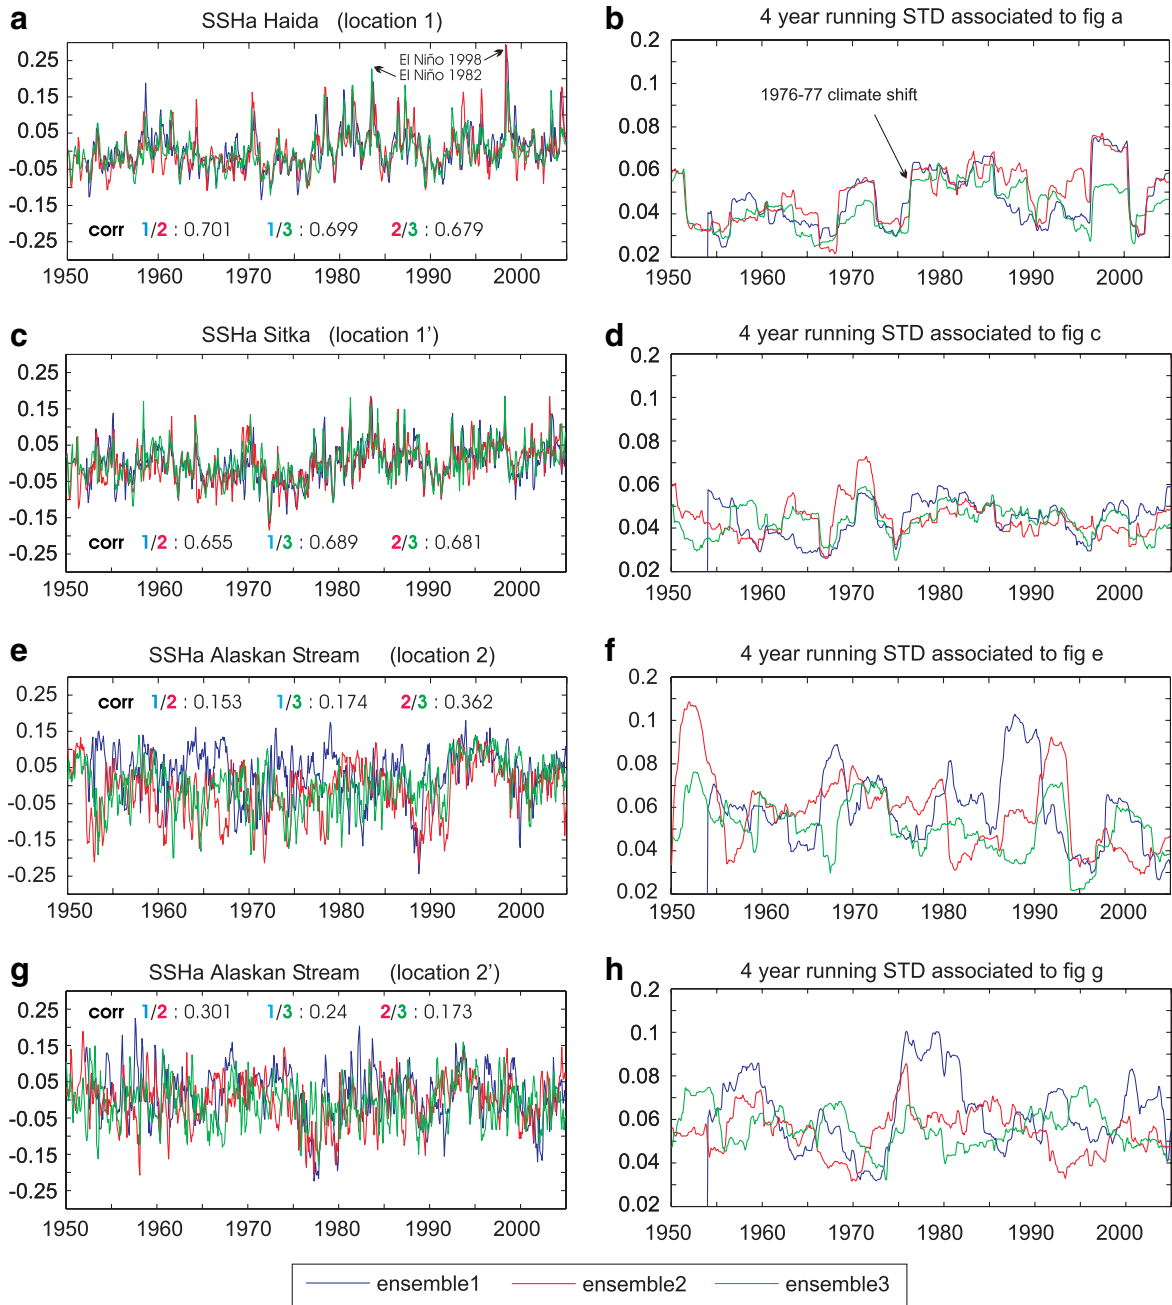 a
SSHa Haida (location 1)
0.25
0.15
0.05
-0.05
-0.15
-0.25
El Niño 1998
El Niño 1982
corr 1/2 : 0.701 1/3 : 0.699 2/3 : 0.679
1950 1960 1970 1980 1990 2000
b
4 year running STD associated to fig a
0.2
0.1
0.08
0.06
0.04
0.02
1976-77 climate shift
1950 1960 1970 1980 1990 2000
c
SSHa Sitka (location 1')
0.25
0.15
0.05
-0.05
-0.15
-0.25
corr 1/2 : 0.655 1/3 : 0.689 2/3 : 0.681
1950 1960 1970 1980 1990 2000
d
4 year running STD associated to fig c
0.2
0.1
0.08
0.06
0.04
0.02
1950 1960 1970 1980 1990 2000
e
SSHa Alaskan Stream (location 2)
0.25
0.15
0.05
-0.05
-0.15
-0.25
corr 1/2 : 0.153 1/3 : 0.174 2/3 : 0.362
1950 1960 1970 1980 1990 2000
f
4 year running STD associated to fig e
0.2
0.1
0.08
0.06
0.04
0.02
1950 1960 1970 1980 1990 2000
g
SSHa Alaskan Stream (location 2')
0.25
0.15
0.05
-0.05
-0.15
-0.25
corr 1/2 : 0.301 1/3 : 0.24 2/3 : 0.173
1950 1960 1970 1980 1990 2000
h
4 year running STD associated to fig g
0.2
0.1
0.08
0.06
0.04
0.02
1950 1960 1970 1980 1990 2000
ensemble1 ensemble2 ensemble3